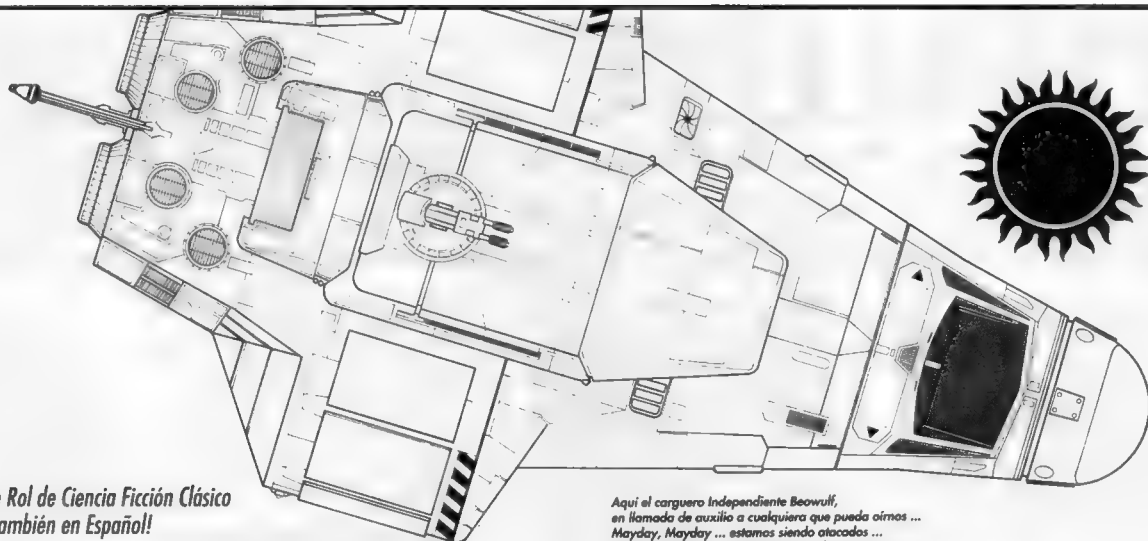 Rol de Ciencia Ficción Clásico
también en Español!
Aquí el carguero Independiente Beowulf,
en llamada de auxilio a cualquiera que pueda oírnos ...
Mayday, Mayday ... estamos siendo atacados ...